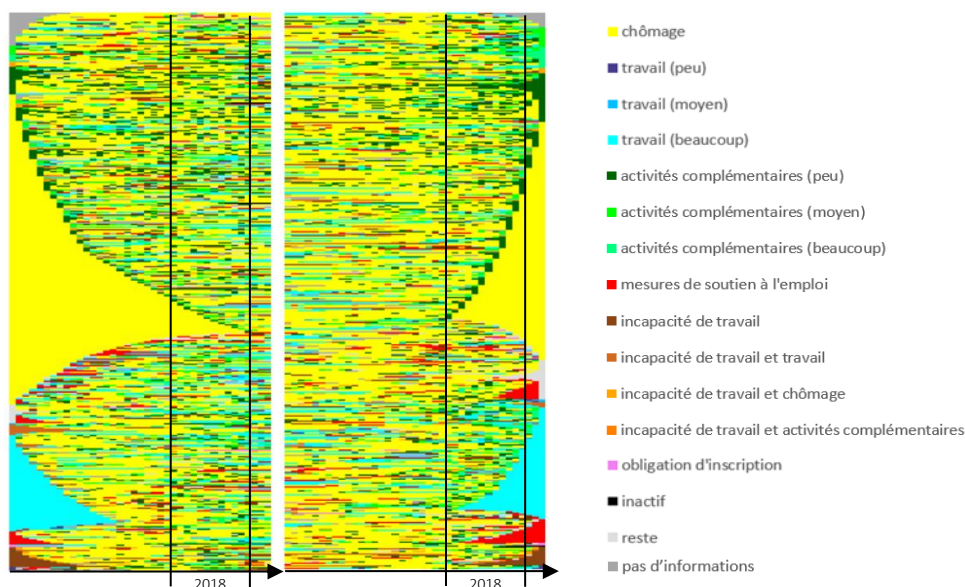 chômage
travail (peu)
travail (moyen)
travail (beaucoup)
activités complémentaires (peu)
activités complémentaires (moyen)
activités complémentaires (beaucoup)
mesures de soutien à l'emploi
incapacité de travail
incapacité de travail et travail
incapacité de travail et chômage
incapacité de travail et activités complémentaires
obligation d'inscription
inactif
reste
pas d'informations
2018
2018